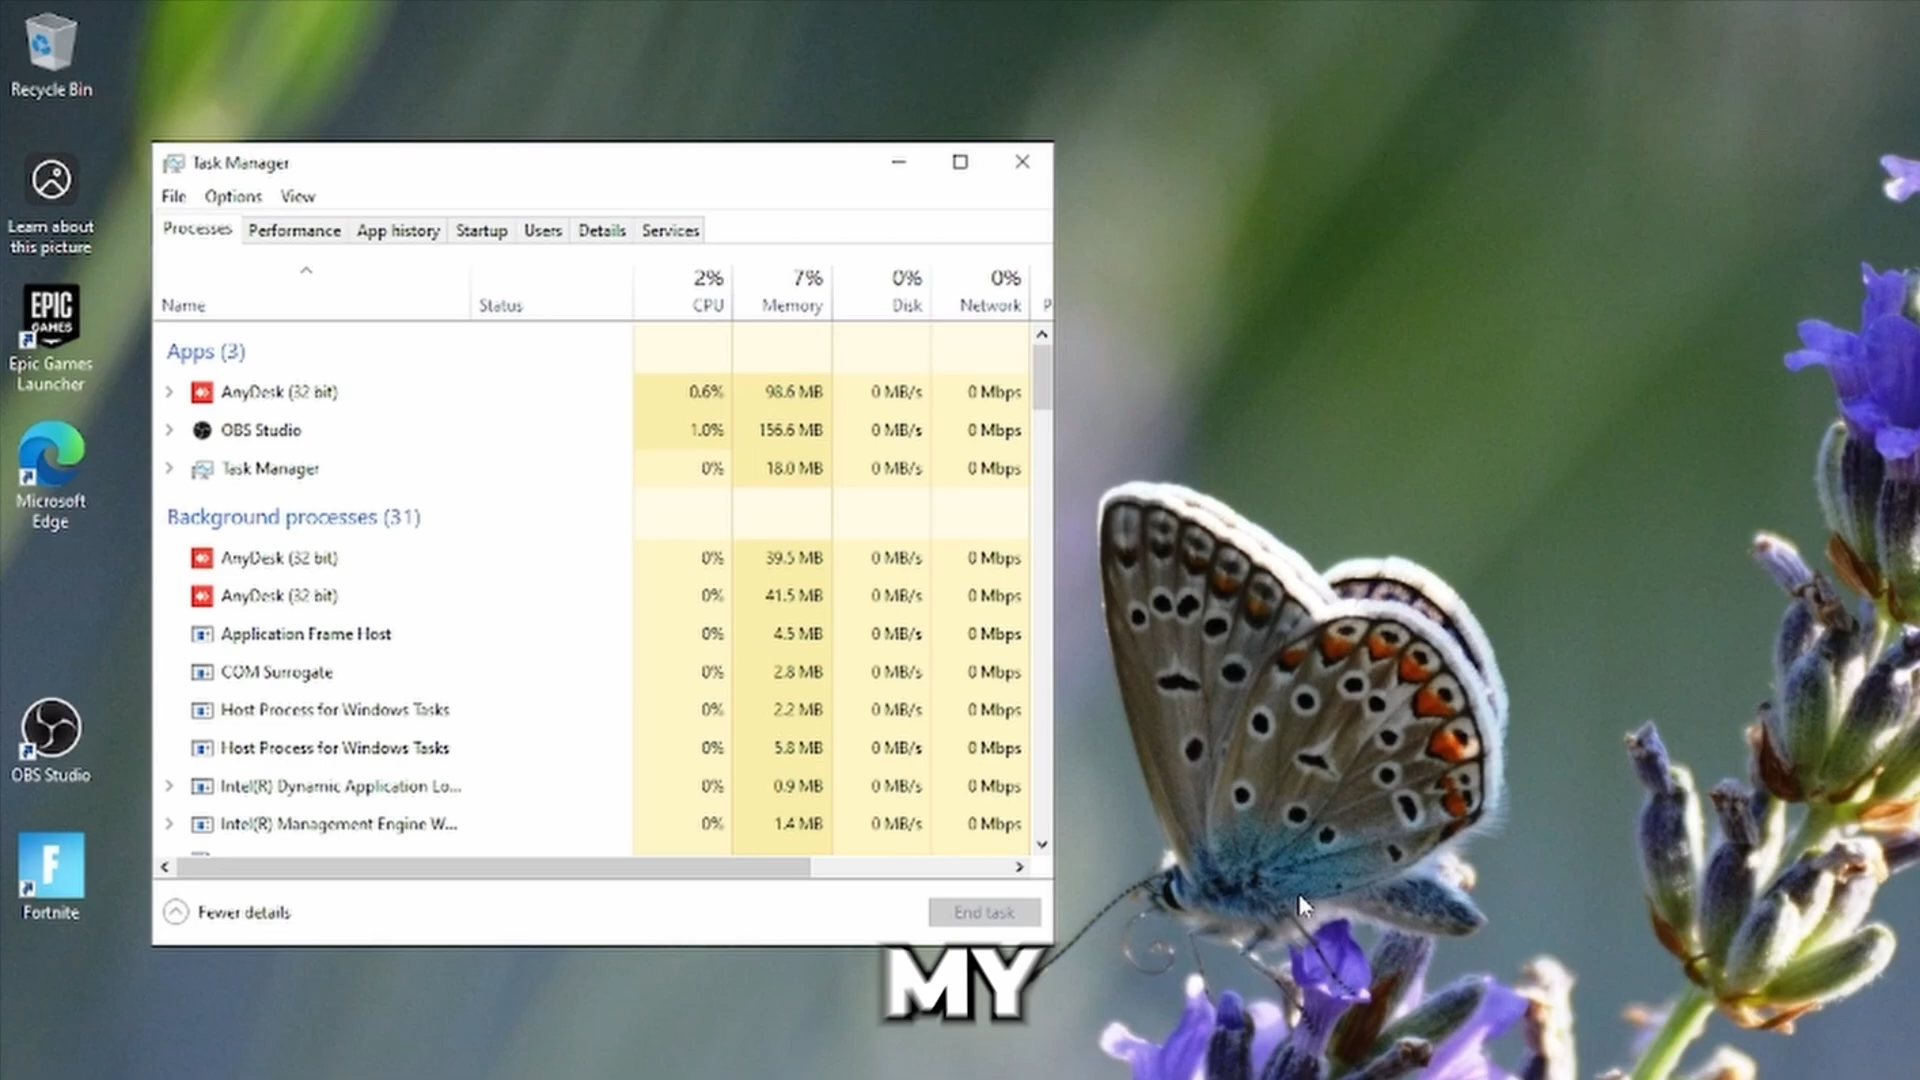 Recycle Bin
Learn about
this picture
EPIC
GAMES
Epic Games
Launcher
Microsoft
Edge
OBS Studio
F
Fortnite
Task Manager
File Options View
Processes Performance App history Startup Users Details Services
2% 7% 0% 0%
Name Status CPU Memory Disk Network P
Apps (3)
AnyDesk (32 bit) 0.6% 98.6 MB 0 MB/s 0 Mbps
OBS Studio 1.0% 156.6 MB 0 MB/s 0 Mbps
Task Manager 0% 18.0 MB 0 MB/s 0 Mbps
Background processes (31)
AnyDesk (32 bit) 0% 39.5 MB 0 MB/s 0 Mbps
AnyDesk (32 bit) 0% 41.5 MB 0 MB/s 0 Mbps
Application Frame Host 0% 4.5 MB 0 MB/s 0 Mbps
COM Surrogate 0% 2.8 MB 0 MB/s 0 Mbps
Host Process for Windows Tasks 0% 2.2 MB 0 MB/s 0 Mbps
Host Process for Windows Tasks 0% 5.8 MB 0 MB/s 0 Mbps
Intel(R) Dynamic Application Lo... 0% 0.9 MB 0 MB/s 0 Mbps
Intel(R) Management Engine W... 0% 1.4 MB 0 MB/s 0 Mbps
Fewer details End task
MY